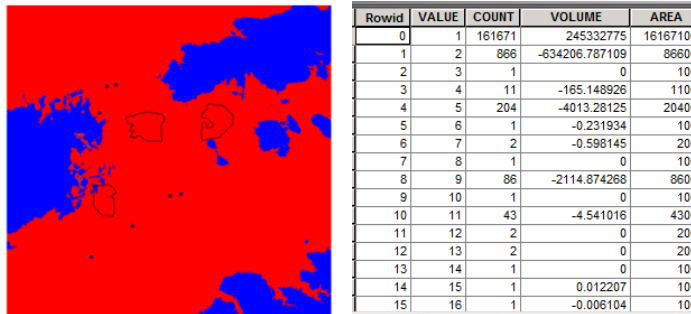 Rowid VALUE COUNT VOLUME AREA
0 1 161671 245332775 1616710
1 2 866 -634206.787109 8660
2 3 1 0 10
3 4 11 -165.148926 110
4 5 204 -4013.28125 2040
5 6 1 -0.231934 10
6 7 2 -0.598145 20
7 8 1 0 10
8 9 86 -2114.874268 860
9 10 1 0 10
10 11 43 -4.541016 430
11 12 2 0 20
12 13 2 0 20
13 14 1 0 10
14 15 1 0.012207 10
15 16 1 -0.006104 10